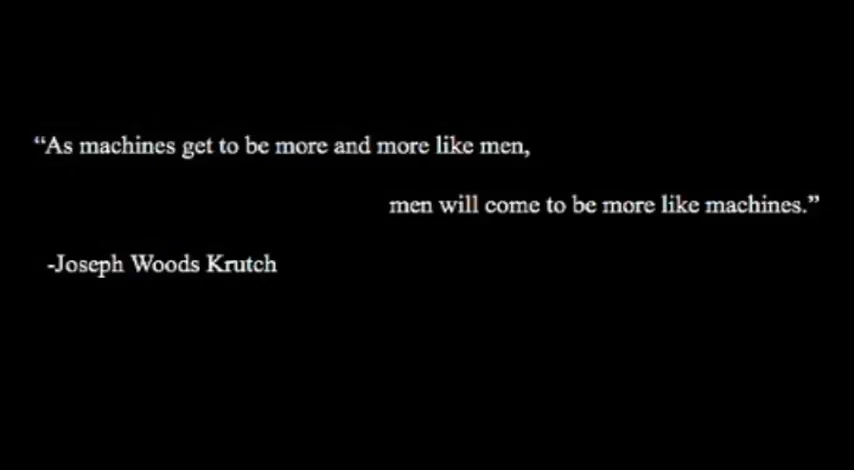 “As machines get to be more and more like men,
men will come to be more like machines.”
-Joseph Woods Krutch